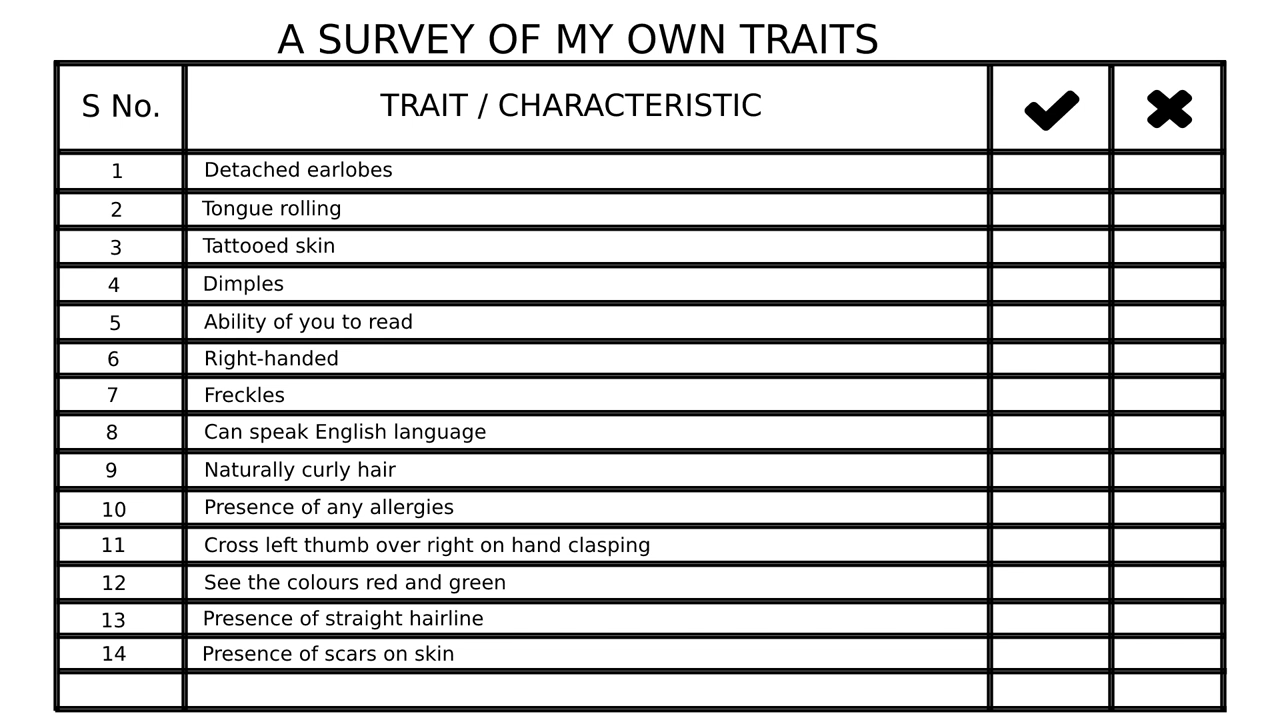 A SURVEY OF MY OWN TRAITS
S No. TRAIT / CHARACTERISTIC ✔ ✖
1 Detached earlobes
2 Tongue rolling
3 Tattooed skin
4 Dimples
5 Ability of you to read
6 Right-handed
7 Freckles
8 Can speak English language
9 Naturally curly hair
10 Presence of any allergies
11 Cross left thumb over right on hand clasping
12 See the colours red and green
13 Presence of straight hairline
14 Presence of scars on skin